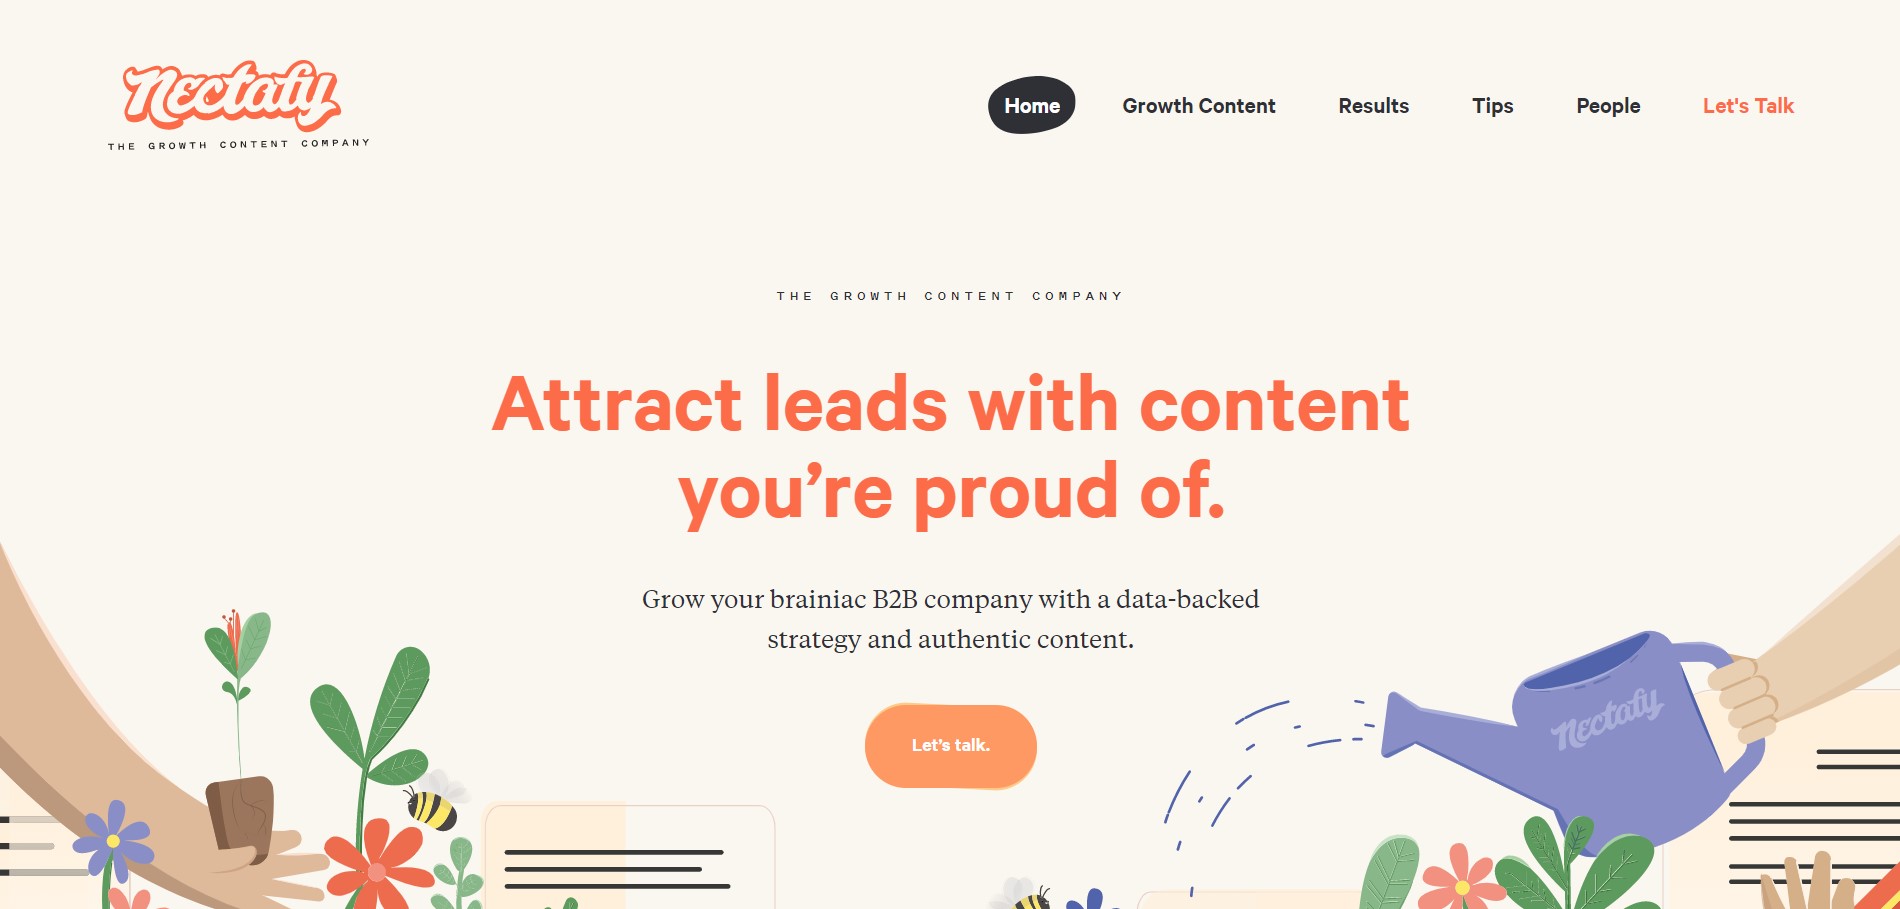 Nectafy
THE GROWTH CONTENT COMPANY
Home
Growth Content
Results
Tips
People
Let's Talk
THE GROWTH CONTENT COMPANY
Attract leads with content
you’re proud of.
Grow your brainiac B2B company with a data-backed
strategy and authentic content.
Let’s talk.
Nectafy